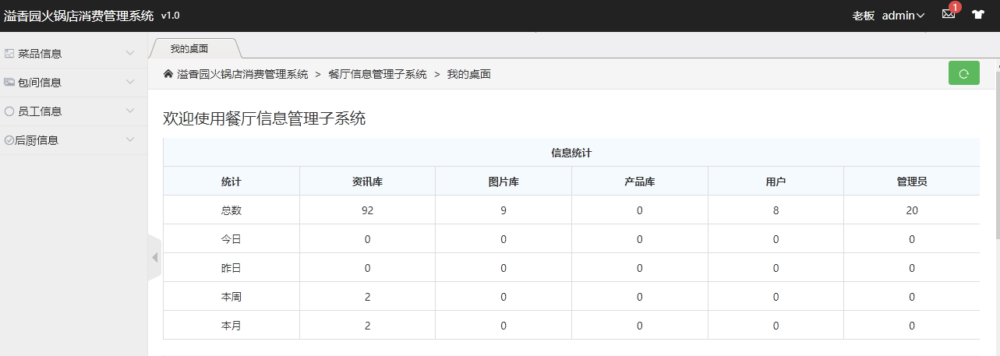 溢香园火锅店消费管理系统 v1.0
老板 admin 1
菜品信息
包间信息
员工信息
后厨信息
我的桌面
溢香园火锅店消费管理系统 > 餐厅信息管理子系统 > 我的桌面
欢迎使用餐厅信息管理子系统
信息统计
统计 资讯库 图片库 产品库 用户 管理员
总数 92 9 0 8 20
今日 0 0 0 0 0
昨日 0 0 0 0 0
本周 2 0 0 0 0
本月 2 0 0 0 0